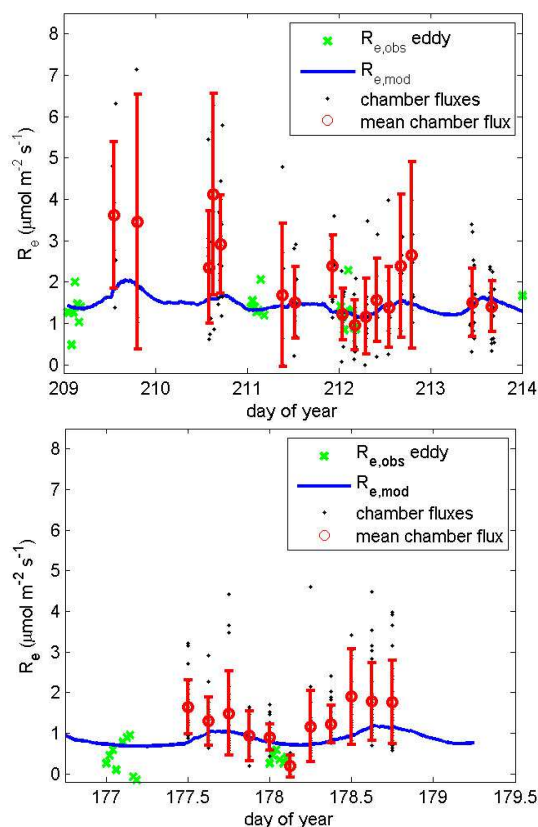 8
7
6
5
4
3
2
1
0
R_e (μmol m⁻² s⁻¹)
R_e,obs eddy
R_e,mod
chamber fluxes
mean chamber flux
209 210 211 212 213 214
day of year
8
7
6
5
4
3
2
1
0
R_e (μmol m⁻² s⁻¹)
R_e,obs eddy
R_e,mod
chamber fluxes
mean chamber flux
177 177.5 178 178.5 179 179.5
day of year